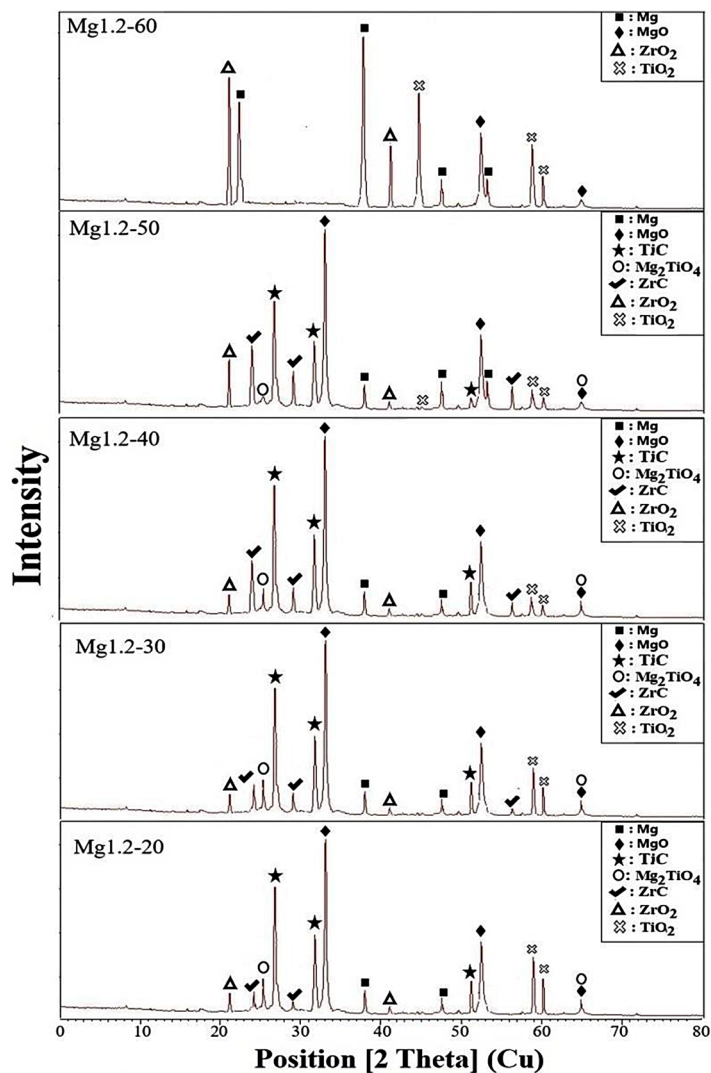 Mg1.2-60
■ : Mg
♦ : MgO
△ : ZrO₂
✖ : TiO₂
Mg1.2-50
■ : Mg
♦ : MgO
★ : TiC
O : Mg₂TiO₄
✔ : ZrC
△ : ZrO₂
✖ : TiO₂
Mg1.2-40
■ : Mg
♦ : MgO
★ : TiC
O : Mg₂TiO₄
✔ : ZrC
△ : ZrO₂
✖ : TiO₂
Mg1.2-30
■ : Mg
♦ : MgO
★ : TiC
O : Mg₂TiO₄
✔ : ZrC
△ : ZrO₂
✖ : TiO₂
Mg1.2-20
■ : Mg
♦ : MgO
★ : TiC
O : Mg₂TiO₄
✔ : ZrC
△ : ZrO₂
✖ : TiO₂
Intensity
0 10 20 30 40 50 60 70 80
Position [2 Theta] (Cu)